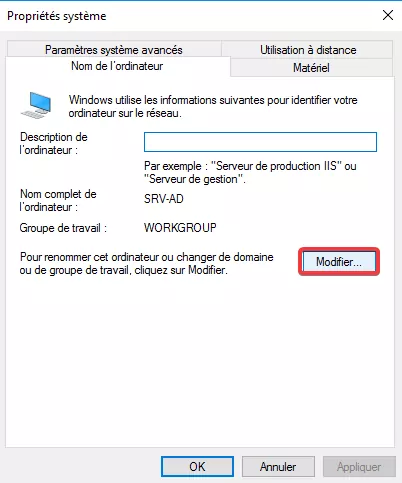 Propriétés système
Paramètres système avancés
Utilisation à distance
Nom de l'ordinateur
Matériel
Windows utilise les informations suivantes pour identifier votre
ordinateur sur le réseau.
Description de
l'ordinateur :
Par exemple : "Serveur de production IIS" ou
"Serveur de gestion".
Nom complet de
l'ordinateur :
SRV-AD
Groupe de travail :
WORKGROUP
Pour renommer cet ordinateur ou changer de domaine
ou de groupe de travail, cliquez sur Modifier.
Modifier...
OK
Annuler
Appliquer